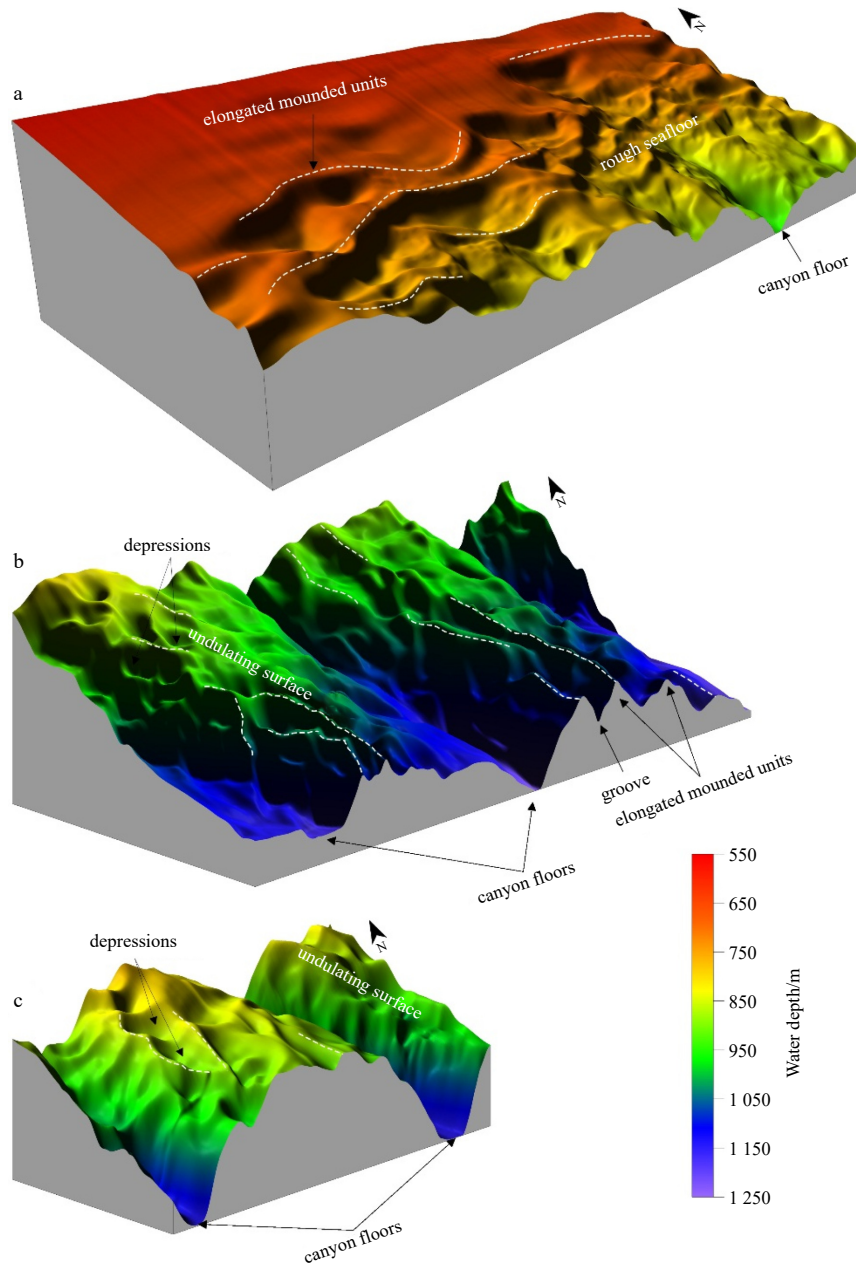 N
a
elongated mounded units
rough seafloor
canyon floor
N
b
depressions
undulating surface
groove
elongated mounded units
canyon floors
N
c
depressions
undulating surface
canyon floors
550
650
750
850
950
1 050
1 150
1 250
Water depth/m